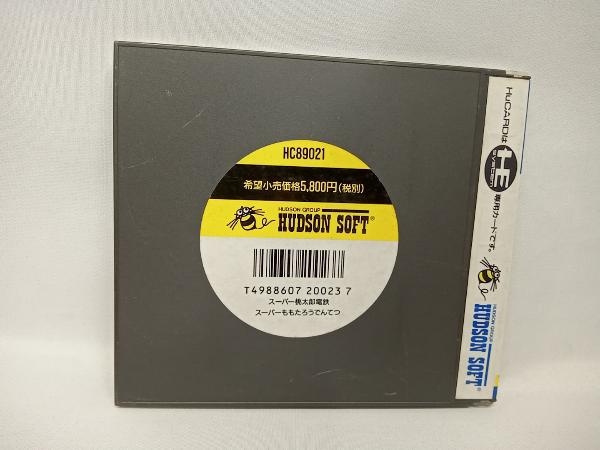 HC89021
希望小売価格5,800円(税別)
HUDSON GROUP
HUDSON SOFT®
T4988607 20023 7
スーパー桃太郎電鉄
スーパーももたろうでんてつ
HuCARDは
HE
SYSTEM
専用カードです。
HUDSON GROUP
HUDSON SOFT®